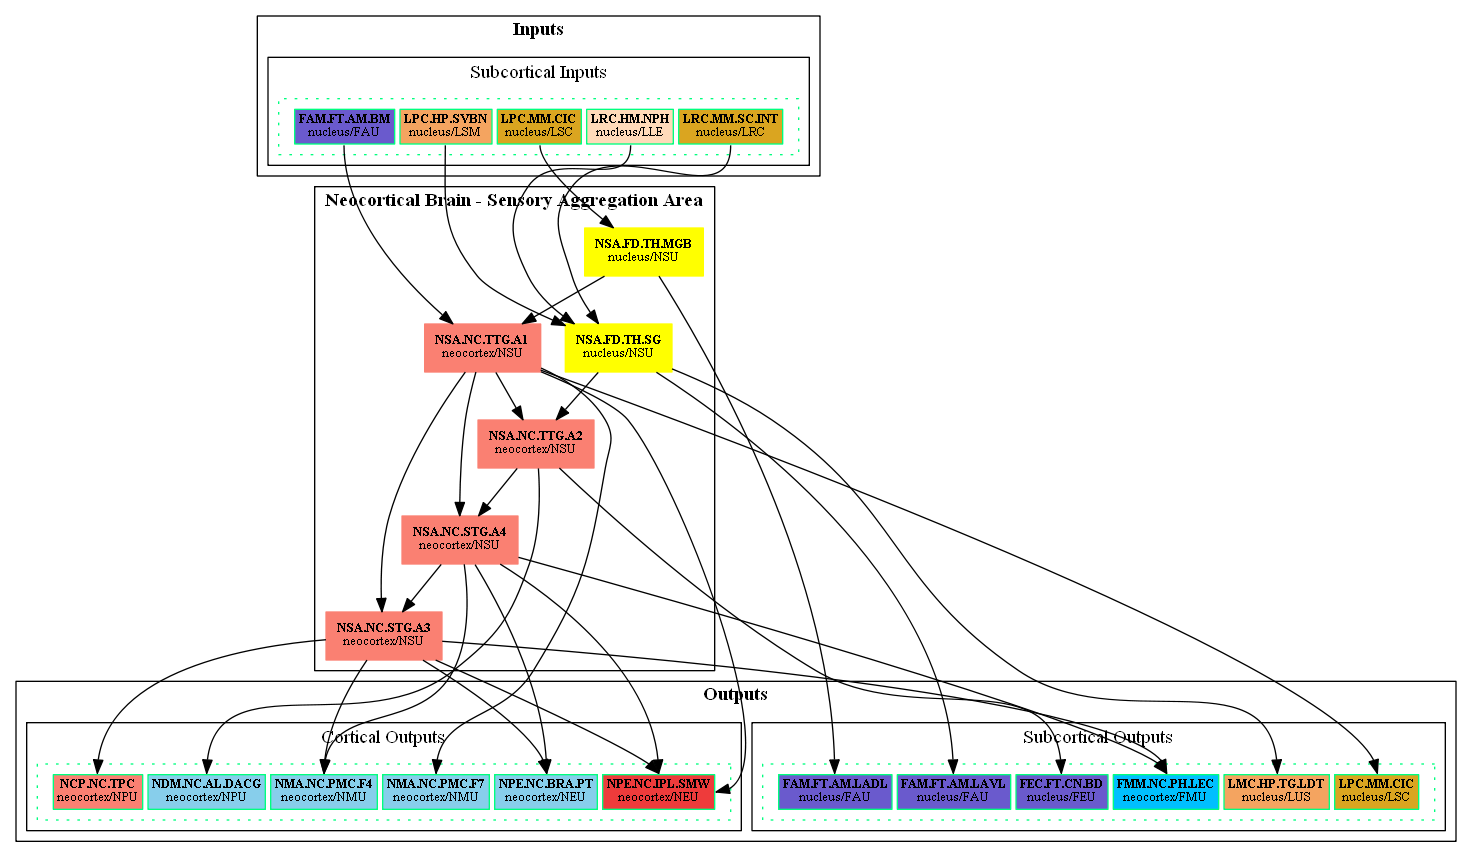 Inputs
Subcortical Inputs
FAM.FT.AM.BM
nucleus/FAU
LPC.HP.SVBN
nucleus/LSM
LPC.MM.CIC
nucleus/LSC
LRC.HM.NPH
nucleus/LLE
LRC.MM.SC.INT
nucleus/LRC
Neocortical Brain - Sensory Aggregation Area
NSA.FD.TH.MGB
nucleus/NSU
NSA.NC.TTG.A1
neocortex/NSU
NSA.FD.TH.SG
nucleus/NSU
NSA.NC.TTG.A2
neocortex/NSU
NSA.NC.STG.A4
neocortex/NSU
NSA.NC.STG.A3
neocortex/NSU
Outputs
Cortical Outputs
NCP.NC.TPC
neocortex/NPU
NDM.NC.AL.DACG
neocortex/NPU
NMA.NC.PMC.F4
neocortex/NMU
NMA.NC.PMC.F7
neocortex/NMU
NPE.NC.BRA.PT
neocortex/NEU
NPE.NC.IPL.SMW
neocortex/NEU
Subcortical Outputs
FAM.FT.AM.LADL
nucleus/FAU
FAM.FT.AM.LAVL
nucleus/FAU
FEC.FT.CN.BD
nucleus/FEU
FMM.NC.PH.LEC
neocortex/FMU
LMC.HP.TG.LDT
nucleus/LUS
LPC.MM.CIC
nucleus/LSC